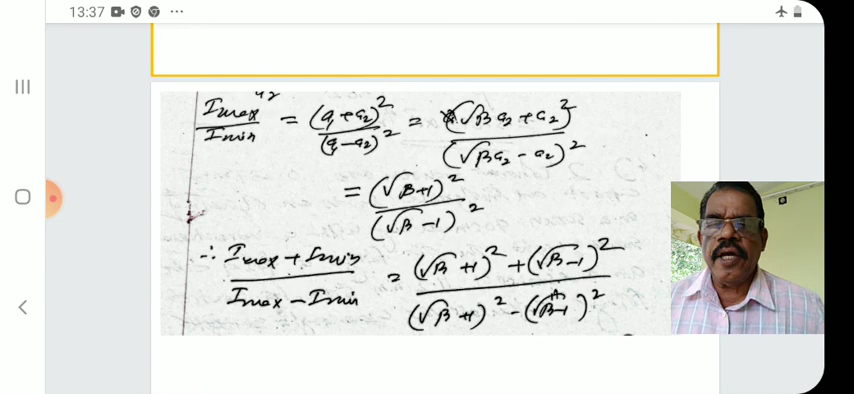 13:37
Imax/Imin = (a₁+a₂)²/(a₁-a₂)² = (√β a₂+a₂)²/(√β a₂-a₂)²
= (√β+1)²/(√β-1)²
∴ Imax+Imin/Imax-Imin = (√β+1)²+(√β-1)²/(√β+1)²-(√β-1)²